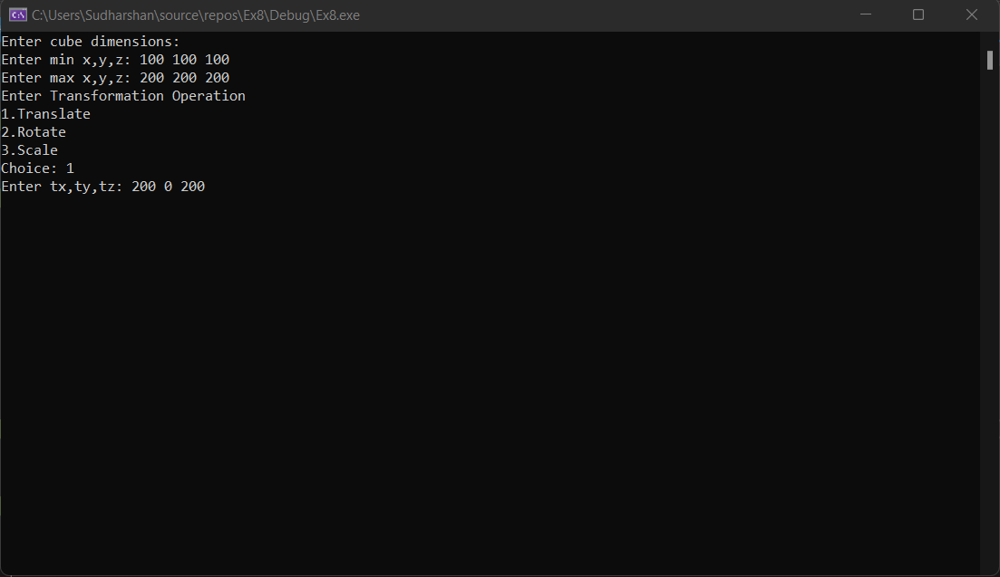 C:\Users\Sudharshan\source\repos\Ex8\Debug\Ex8.exe
Enter cube dimensions:
Enter min x,y,z: 100 100 100
Enter max x,y,z: 200 200 200
Enter Transformation Operation
1.Translate
2.Rotate
3.Scale
Choice: 1
Enter tx,ty,tz: 200 0 200